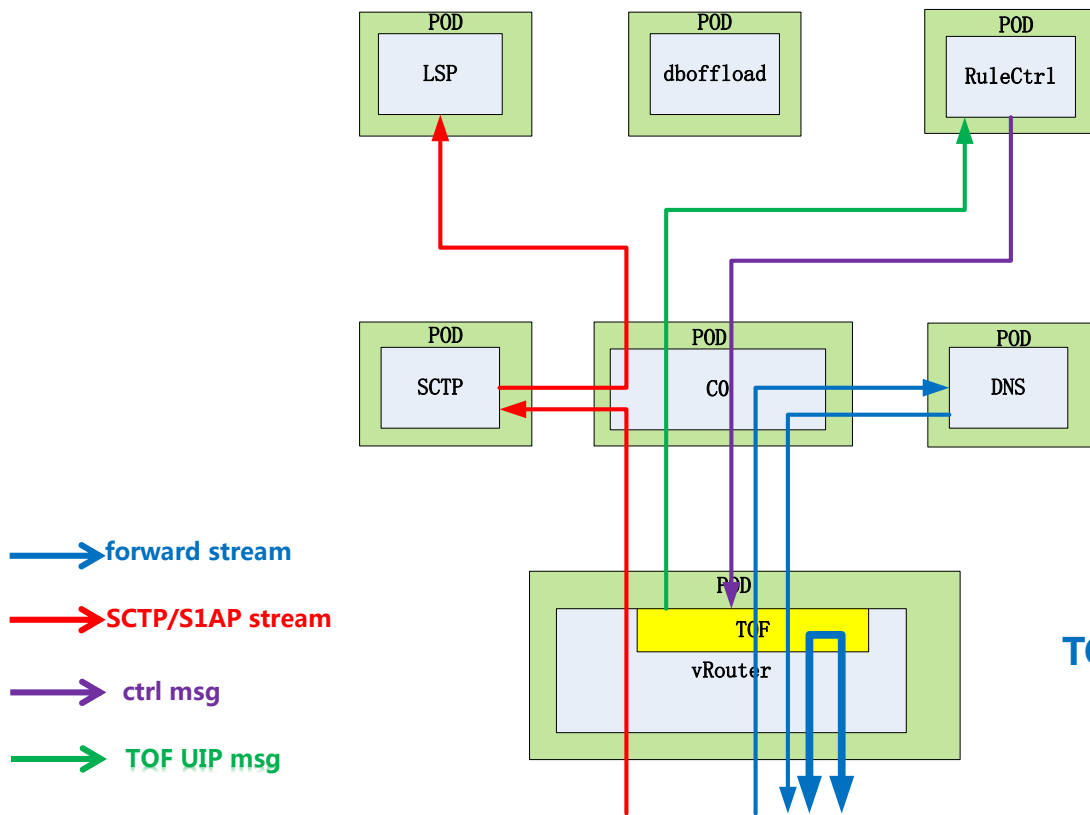 POD
LSP
POD
dboffload
POD
RuleCtrl
POD
SCTP
POD
CO
POD
DNS
forward stream
SCTP/S1AP stream
ctrl msg
TOF UIP msg
POD
TOF
vRouter